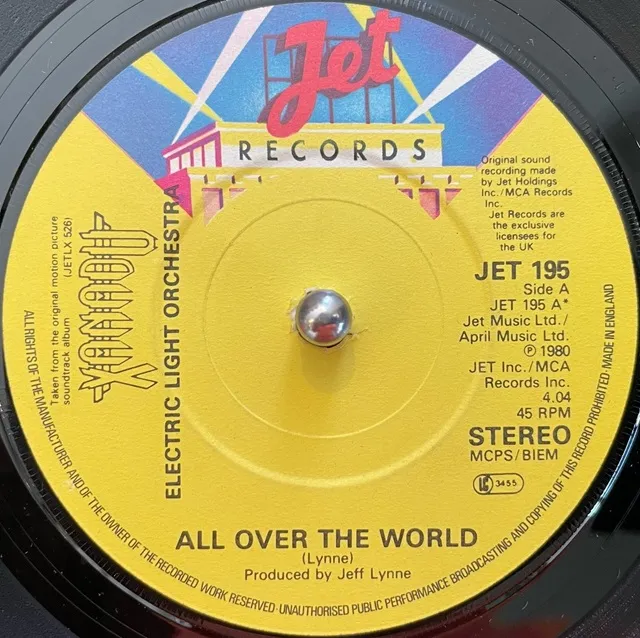 Jet
RECORDS
Original sound
recording made
by Jet Holdings
Inc./MCA Records
Inc.
Jet Records are
the exclusive
licensees for
the UK
JET 195
Side A
JET 195 A*
Jet Music Ltd./
April Music Ltd.
℗ 1980
JET Inc./MCA
Records Inc.
4.04
45 RPM
STEREO
MCPS/BIEM
LC 3455
Taken from the original motion picture
soundtrack album (JETLX 526)
XANADU
ELECTRIC LIGHT ORCHESTRA
ALL OVER THE WORLD
(Lynne)
Produced by Jeff Lynne
ALL RIGHTS OF THE MANUFACTURER AND OF THE OWNER OF THE RECORDED WORK RESERVED·UNAUTHORISED PUBLIC PERFORMANCE BROADCASTING AND COPYING OF THIS RECORD PROHIBITED·MADE IN ENGLAND